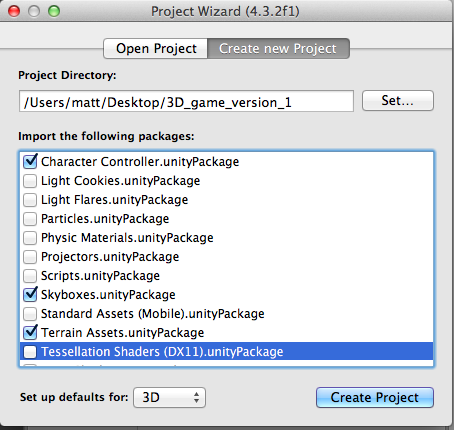 Project Wizard (4.3.2f1)
Open Project Create new Project
Project Directory:
/Users/matt/Desktop/3D_game_version_1 Set...
Import the following packages:
Character Controller.unityPackage
Light Cookies.unityPackage
Light Flares.unityPackage
Particles.unityPackage
Physic Materials.unityPackage
Projectors.unityPackage
Scripts.unityPackage
Skyboxes.unityPackage
Standard Assets (Mobile).unityPackage
Terrain Assets.unityPackage
Tessellation Shaders (DX11).unityPackage
Set up defaults for: 3D Create Project